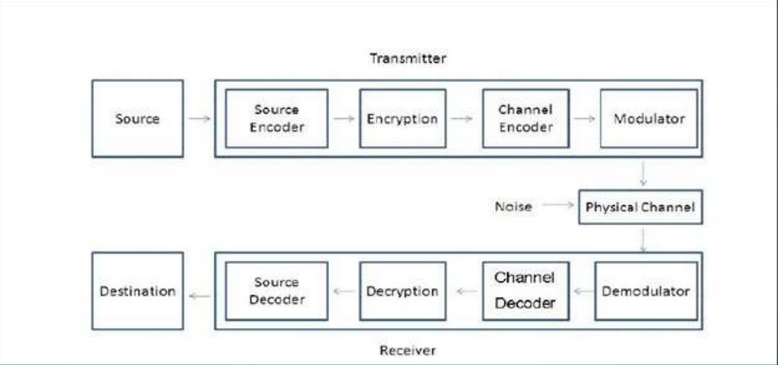 Transmitter
Source
Source
Encoder
Encryption
Channel
Encoder
Modulator
Noise
Physical Channel
Destination
Source
Decoder
Decryption
Channel
Decoder
Demodulator
Receiver